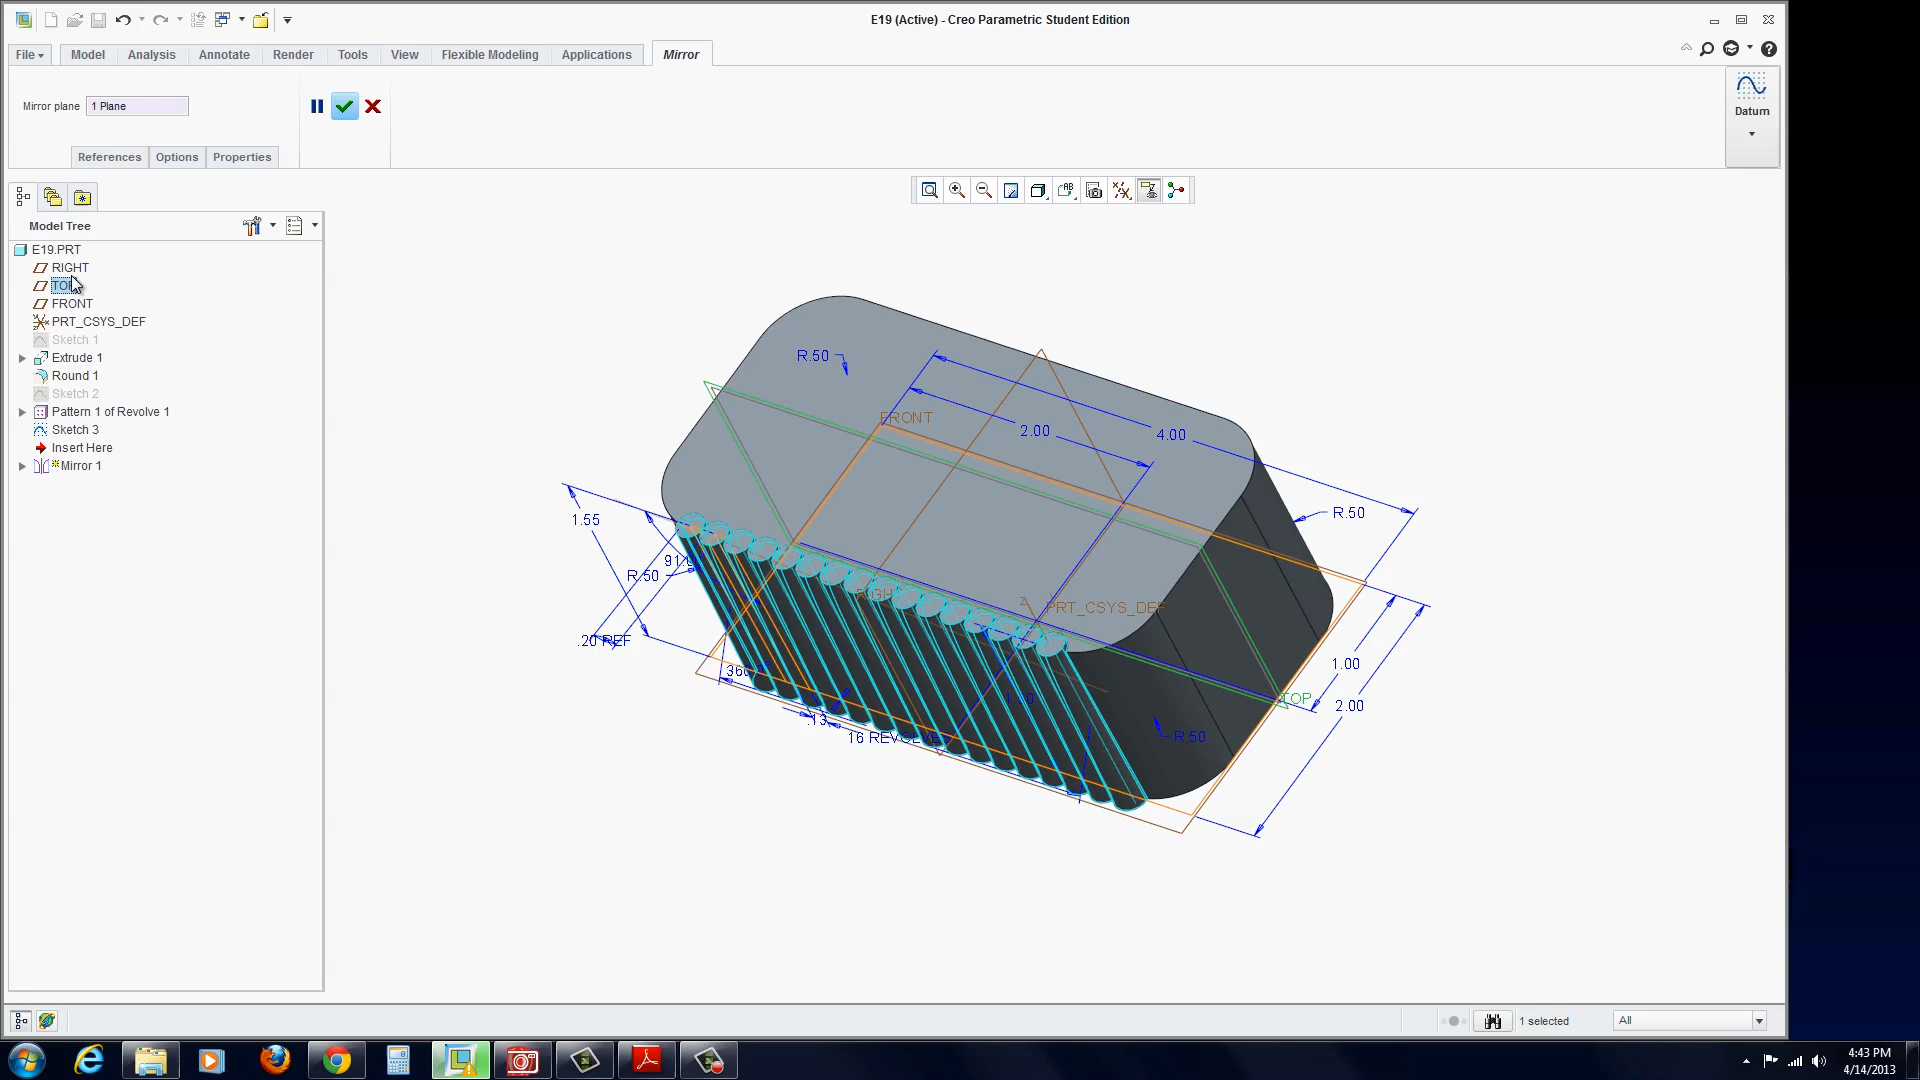 E19 (Active) - Creo Parametric Student Edition
File Model Analysis Annotate Render Tools View Flexible Modeling Applications Mirror
Mirror plane 1 Plane
Datum
References Options Properties
Model Tree
E19.PRT
RIGHT
TOP
FRONT
PRT_CSYS_DEF
Sketch 1
Extrude 1
Round 1
Sketch 2
Pattern 1 of Revolve 1
Sketch 3
Insert Here
Mirror 1
R.50
FRONT
2.00
4.00
1.55
R.50
R.50
PRT_CSYS_DEF
.20 REF
1.00
TOP
2.00
.13
16 REVOLVES
R.50
1 selected
All
4:43 PM
4/14/2013